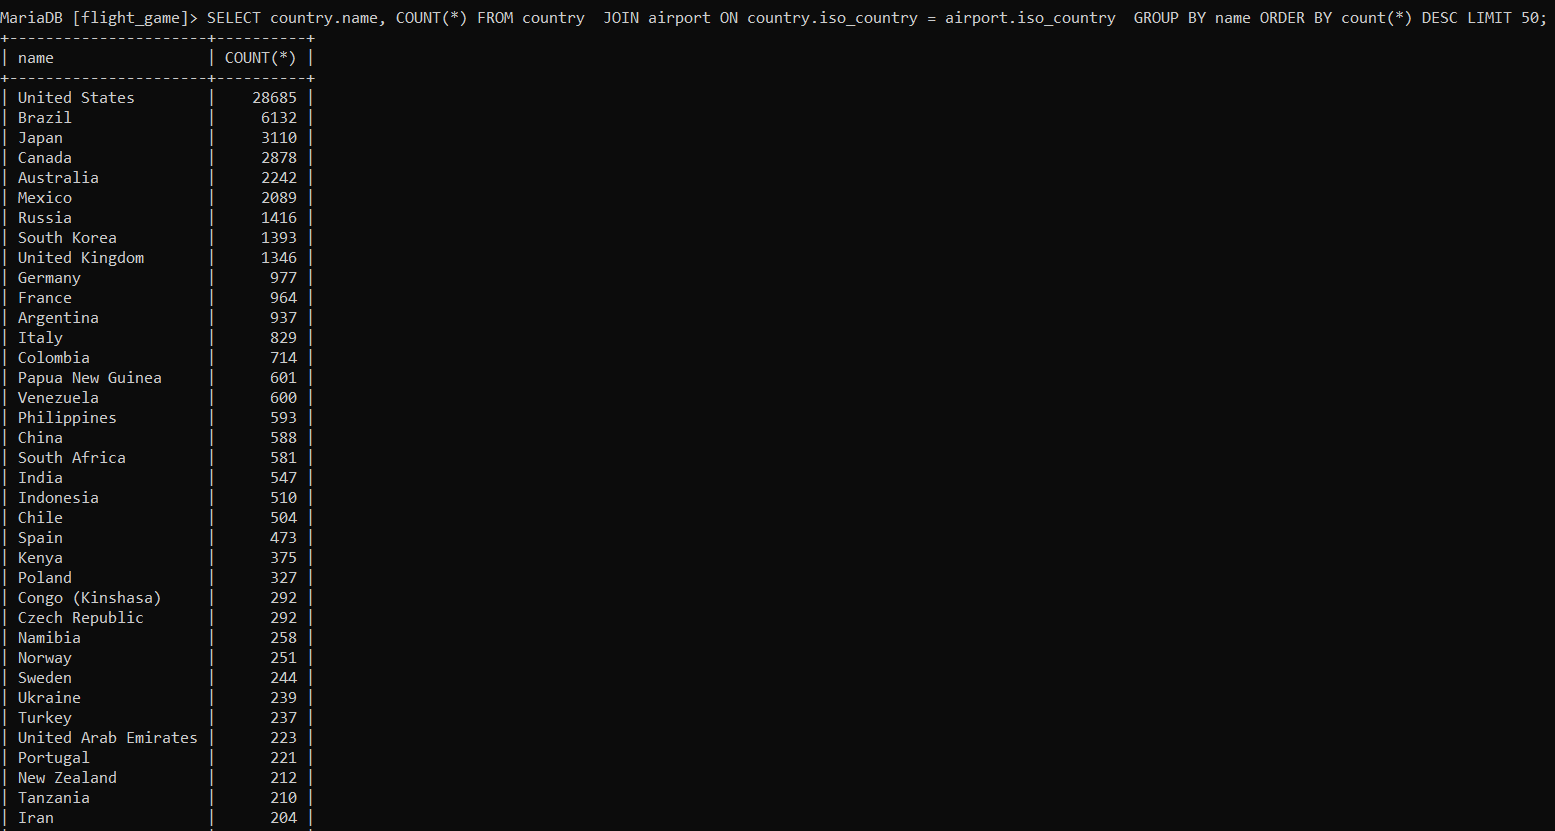 MariaDB [flight_game]> SELECT country.name, COUNT(*) FROM country  JOIN airport ON country.iso_country = airport.iso_country  GROUP BY name ORDER BY count(*) DESC LIMIT 50;
+----------------------+----------+
| name                 | COUNT(*) |
+----------------------+----------+
| United States        |    28685 |
| Brazil               |     6132 |
| Japan                |     3110 |
| Canada               |     2878 |
| Australia            |     2242 |
| Mexico               |     2089 |
| Russia               |     1416 |
| South Korea          |     1393 |
| United Kingdom       |     1346 |
| Germany              |      977 |
| France               |      964 |
| Argentina            |      937 |
| Italy                |      829 |
| Colombia             |      714 |
| Papua New Guinea     |      601 |
| Venezuela            |      600 |
| Philippines          |      593 |
| China                |      588 |
| South Africa         |      581 |
| India                |      547 |
| Indonesia            |      510 |
| Chile                |      504 |
| Spain                |      473 |
| Kenya                |      375 |
| Poland               |      327 |
| Congo (Kinshasa)     |      292 |
| Czech Republic       |      292 |
| Namibia              |      258 |
| Norway               |      251 |
| Sweden               |      244 |
| Ukraine              |      239 |
| Turkey               |      237 |
| United Arab Emirates |      223 |
| Portugal             |      221 |
| New Zealand          |      212 |
| Tanzania             |      210 |
| Iran                 |      204 |